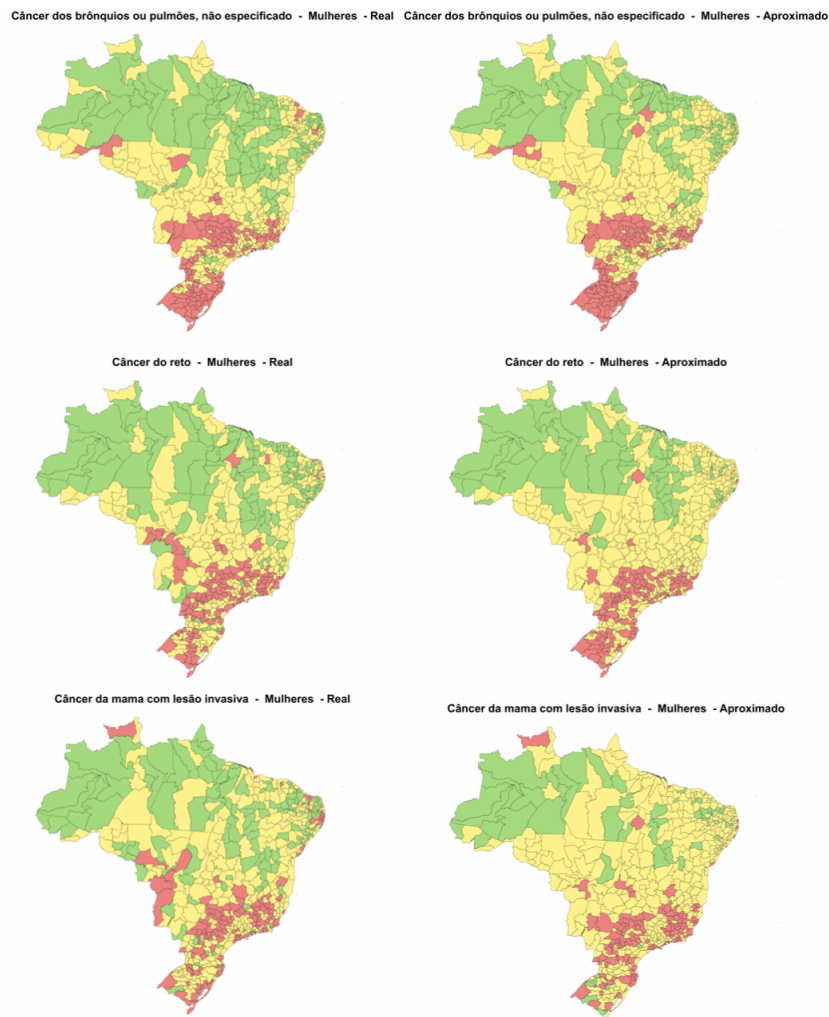 Câncer dos brônquios ou pulmões, não especificado - Mulheres - Real
Câncer dos brônquios ou pulmões, não especificado - Mulheres - Aproximado
Câncer do reto - Mulheres - Real
Câncer do reto - Mulheres - Aproximado
Câncer da mama com lesão invasiva - Mulheres - Real
Câncer da mama com lesão invasiva - Mulheres - Aproximado